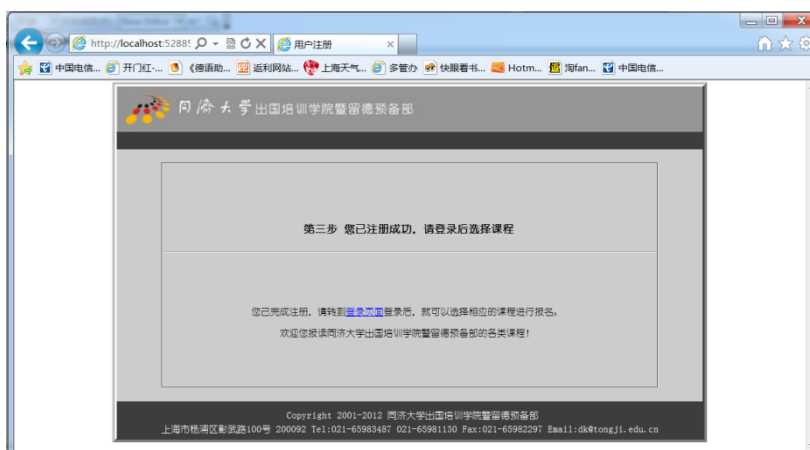 http://localhost:5288!
用户注册
中国电信... 开门红-... 《德语助... 返利网站... 上海天气... 多管办 快眼看书... Hotm... 淘fan... 中国电信...
同济大学出国培训学院暨留德预备部
第三步 您已注册成功，请登录后选择课程
您已完成注册，请转到登录页面登录后，就可以选择相应的课程进行报名。
欢迎您报读同济大学出国培训学院暨留德预备部的各类课程！
Copyright 2001-2012 同济大学出国培训学院暨留德预备部
上海市杨浦区彰武路100号 200092 Tel:021-65983487 021-65981130 Fax:021-65982297 Email:dk@tongji.edu.cn